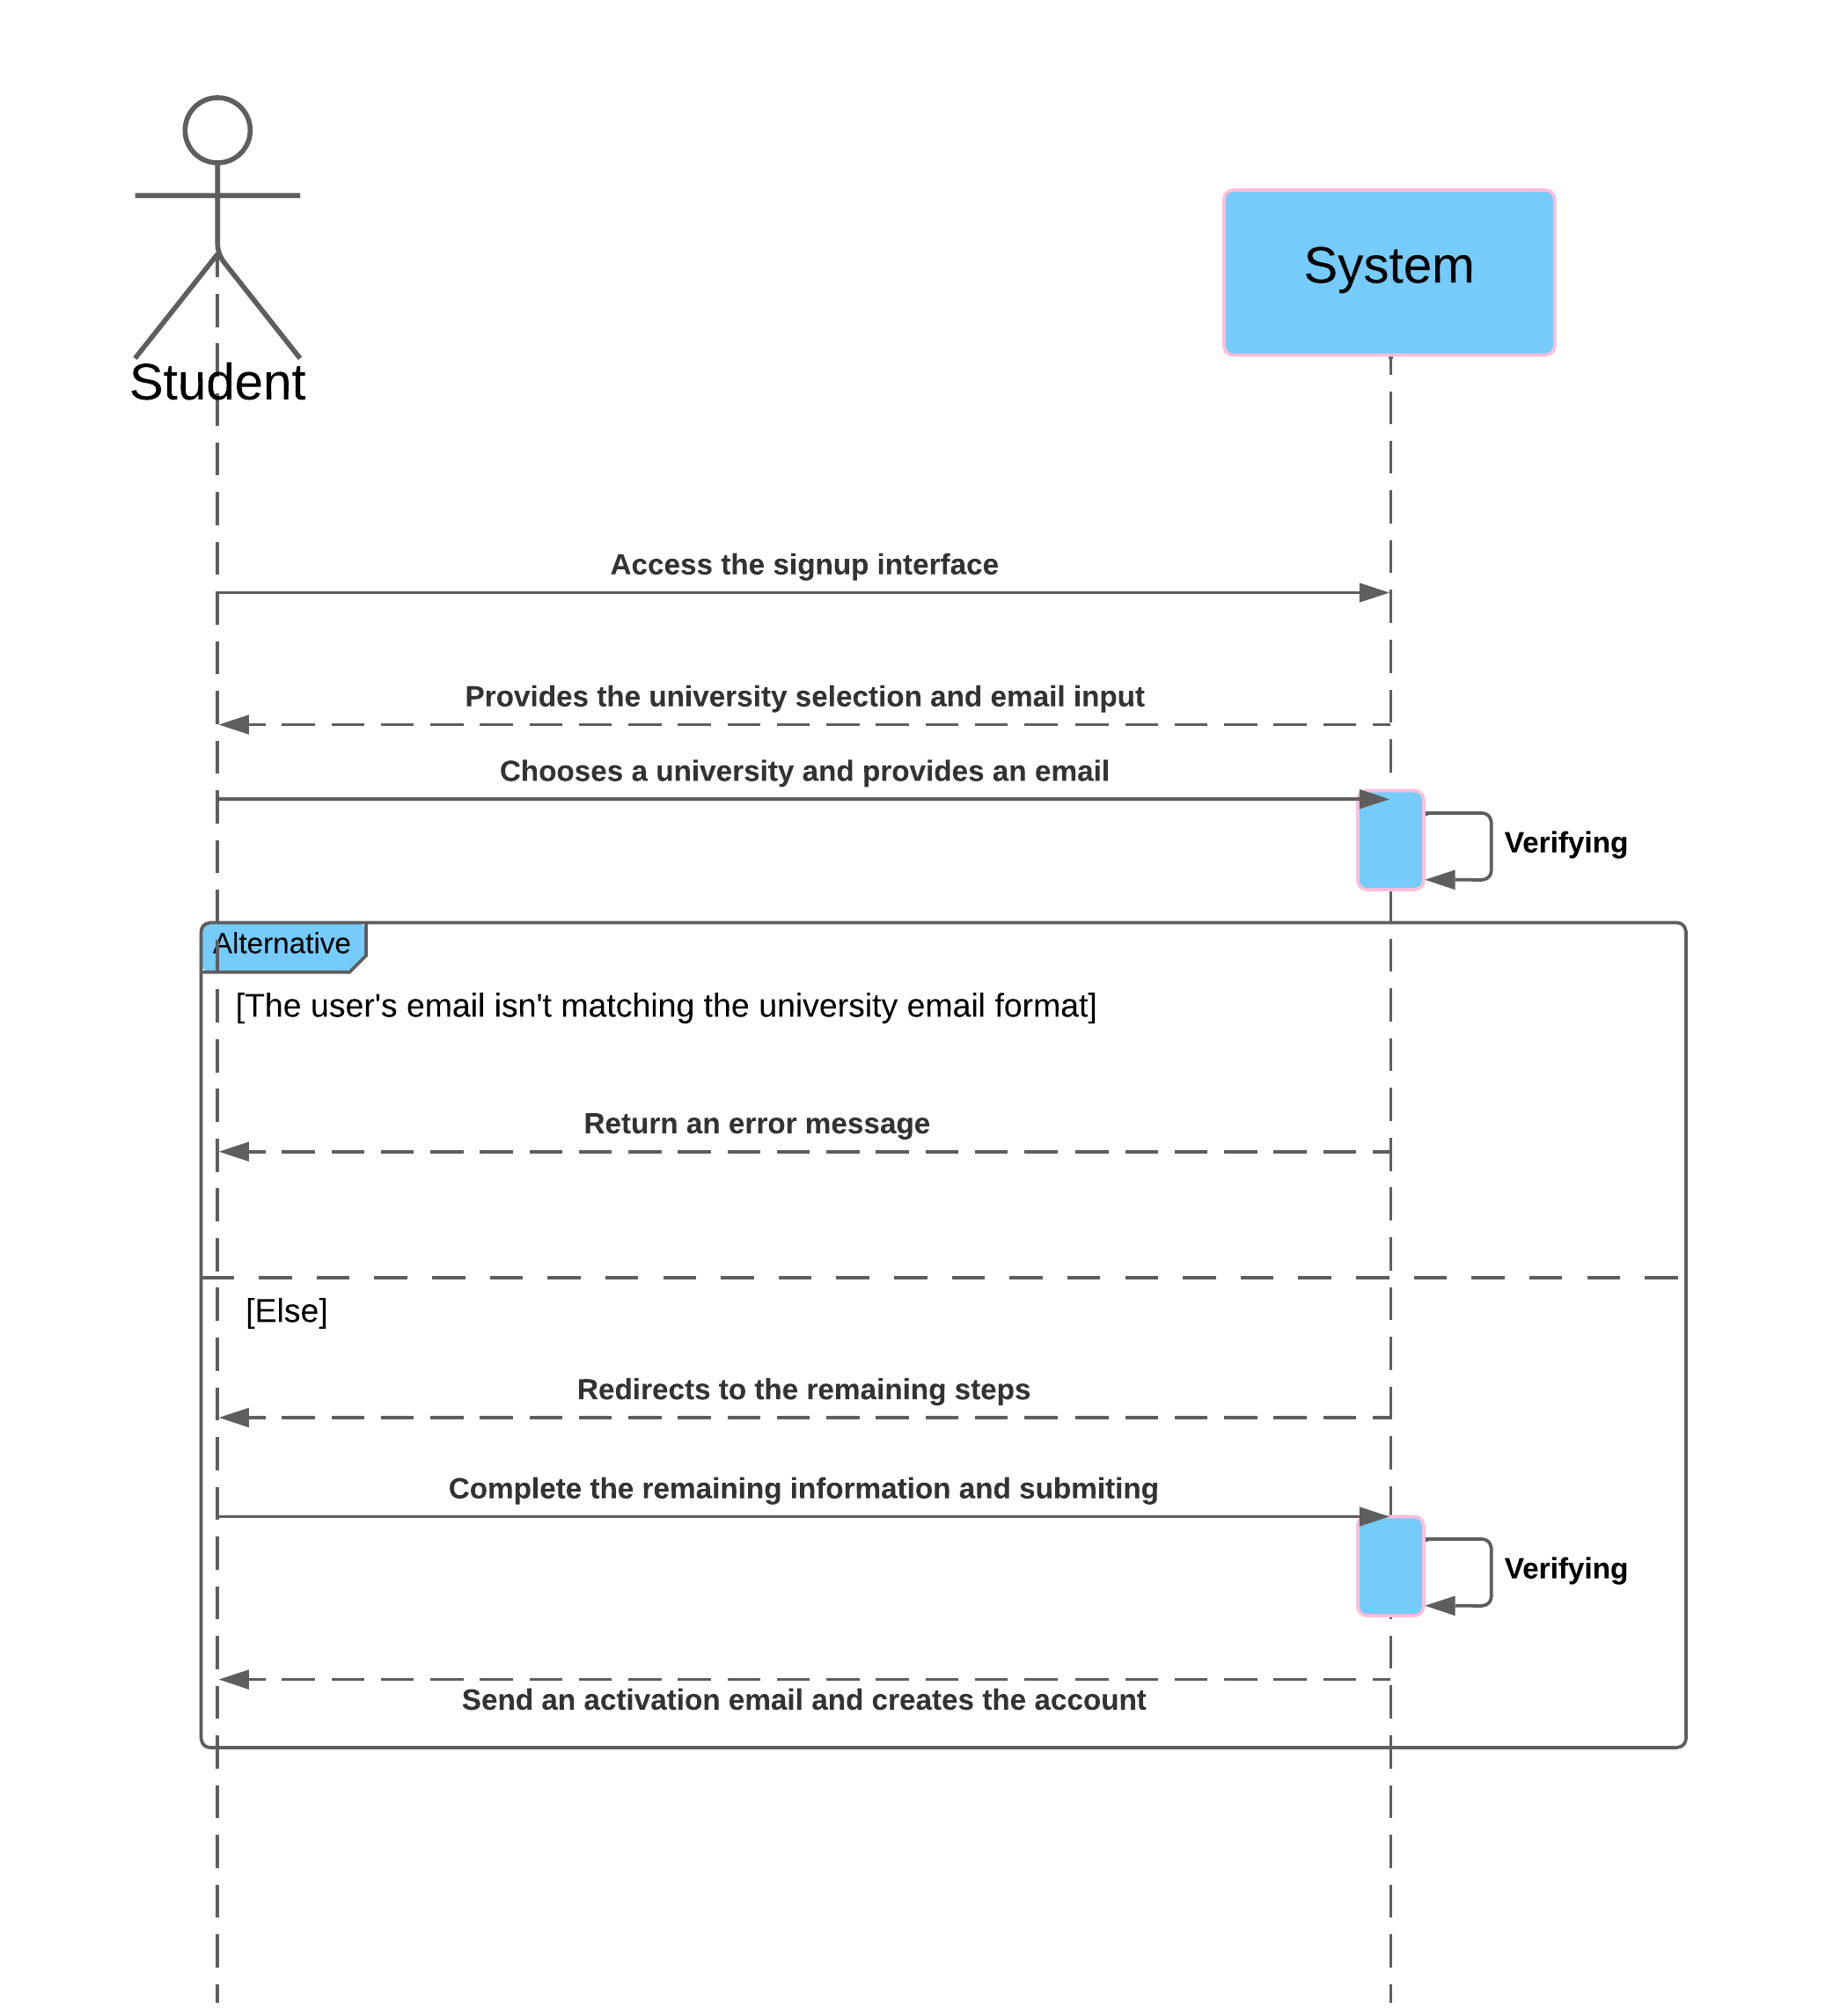 System
Student
Access the signup interface
Provides the university selection and email input
Chooses a university and provides an email
Verifying
Alternative
[The user's email isn't matching the university email format]
Return an error message
[Else]
Redirects to the remaining steps
Complete the remaining information and submiting
Verifying
Send an activation email and creates the account